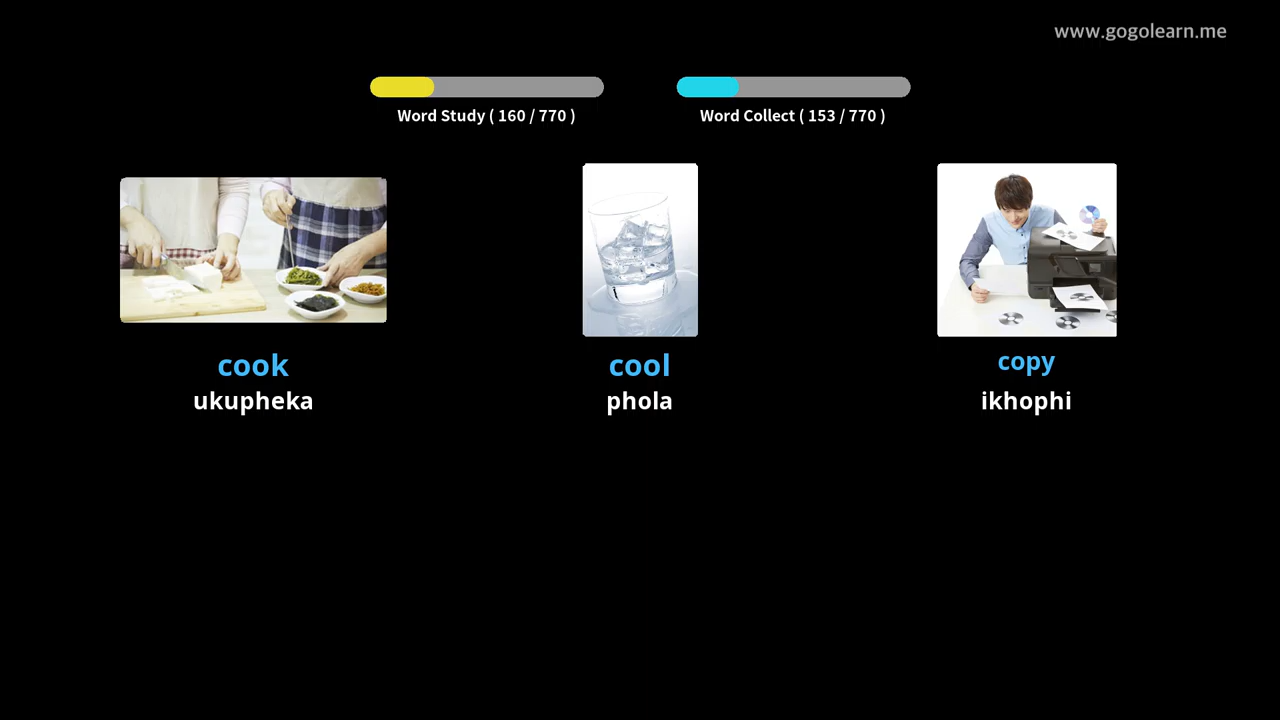 www.gogolearn.me
Word Study ( 160 / 770 )
Word Collect ( 153 / 770 )
cook
ukupheka
cool
phola
copy
ikhophi